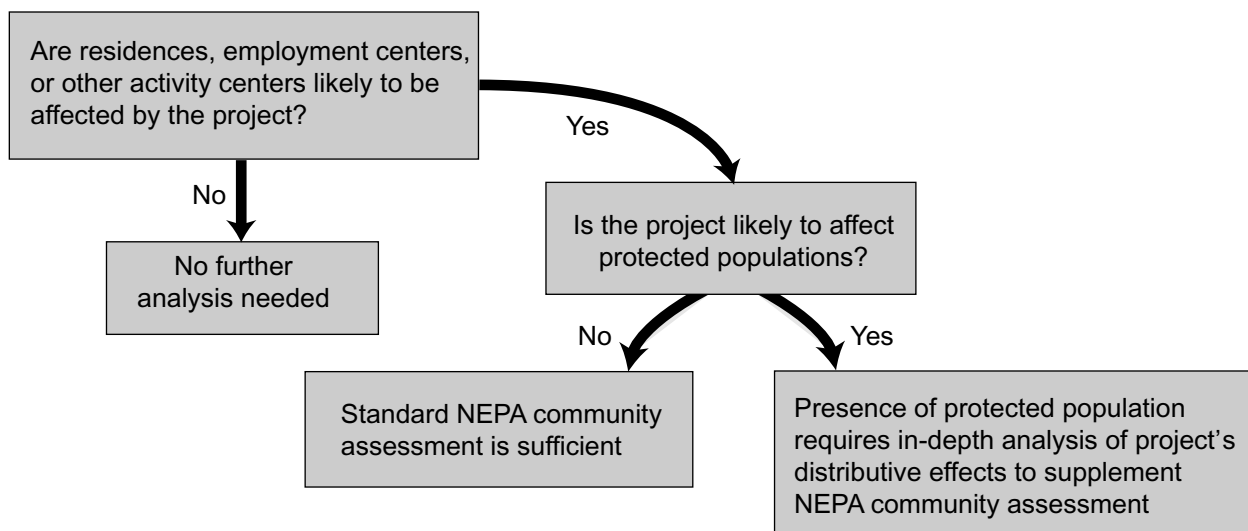 Are residences, employment centers,
or other activity centers likely to be
affected by the project?
Yes
No
Is the project likely to affect
protected populations?
No further
analysis needed
No
Yes
Standard NEPA community
assessment is sufficient
Presence of protected population
requires in-depth analysis of project's
distributive effects to supplement
NEPA community assessment